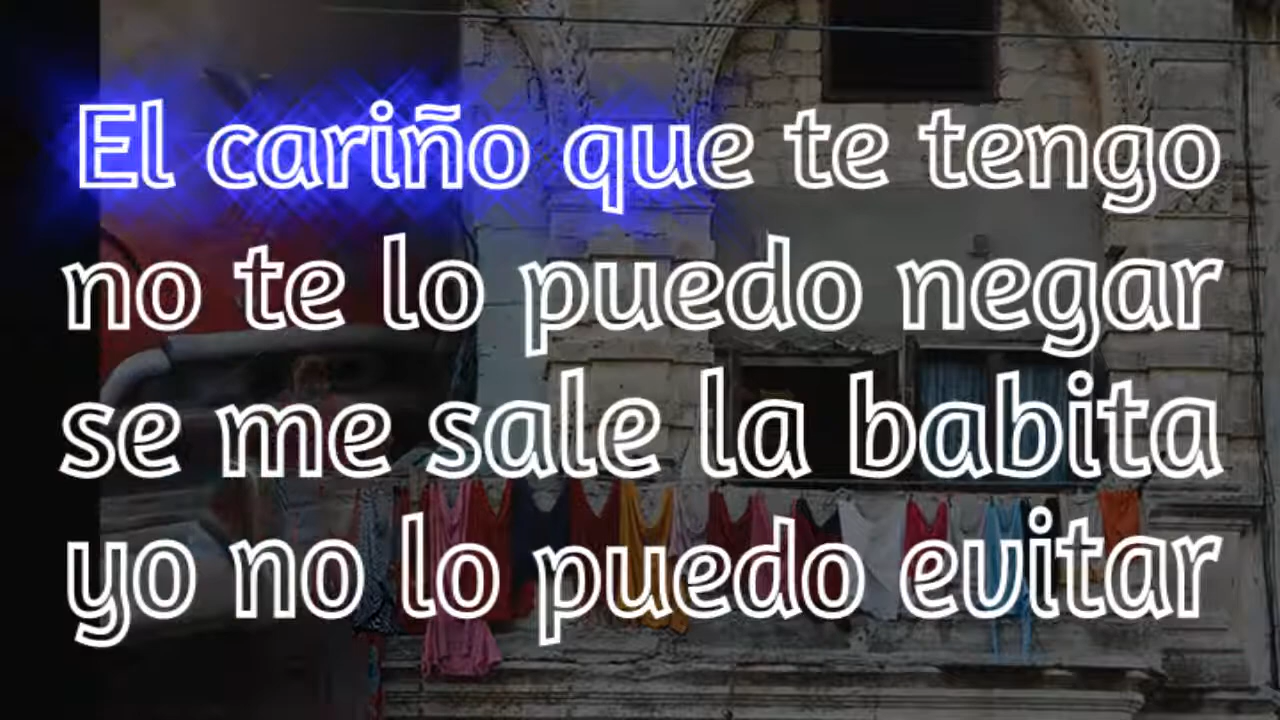 El cariño que te tengo
no te lo puedo negar
se me sale la babita
yo no lo puedo evitar